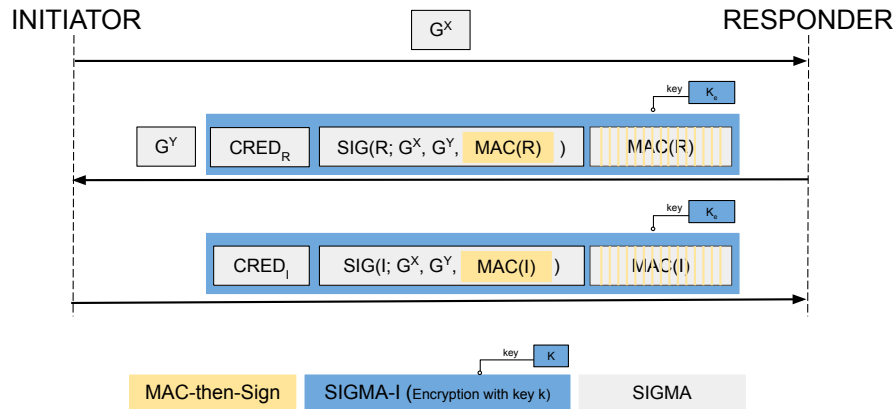 INITIATOR
RESPONDER
G^X
key
K_e
G^Y
CRED_R
SIG(R; G^X, G^Y, MAC(R) )
MAC(R)
key
K_e
CRED_I
SIG(I; G^X, G^Y, MAC(I) )
MAC(I)
key
K
MAC-then-Sign
SIGMA-I (Encryption with key k)
SIGMA